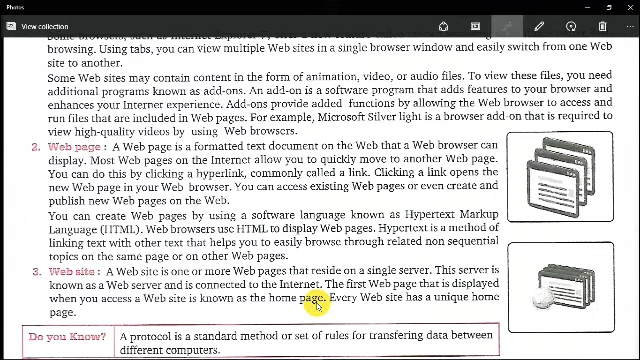 Photos
View collection
Some browsers, such as Internet Explorer 7, offer a new feature
browsing. Using tabs, you can view multiple Web sites in a single browser window and easily switch from one Web
site to another.
Some Web sites may contain content in the form of animation, video, or audio files. To view these files, you need
additional programs known as add-ons. An add-on is a software program that adds features to your browser and
enhances your Internet experience. Add-ons provide added functions by allowing the Web browser to access and
run files that are included in Web pages. For example, Microsoft Silver light is a browser add-on that is required to
view high-quality videos by using Web browsers.
2. Web page : A Web page is a formatted text document on the Web that a Web browser can
display. Most Web pages on the Internet allow you to quickly move to another Web page.
You can do this by clicking a hyperlink, commonly called a link. Clicking a link opens the
new Web page in your Web browser. You can access existing Web pages or even create and
publish new Web pages on the Web.
You can create Web pages by using a software language known as Hypertext Markup
Language (HTML). Web browsers use HTML to display Web pages. Hypertext is a method of
linking text with other text that helps you to easily browse through related non sequential
topics on the same page or on other Web pages.
3. Web site : A Web site is one or more Web pages that reside on a single server. This server is
known as a Web server and is connected to the Internet. The first Web page that is displayed
when you access a Web site is known as the home page. Every Web site has a unique home
page.
Do you Know? A protocol is a standard method or set of rules for transfering data between
different computers.